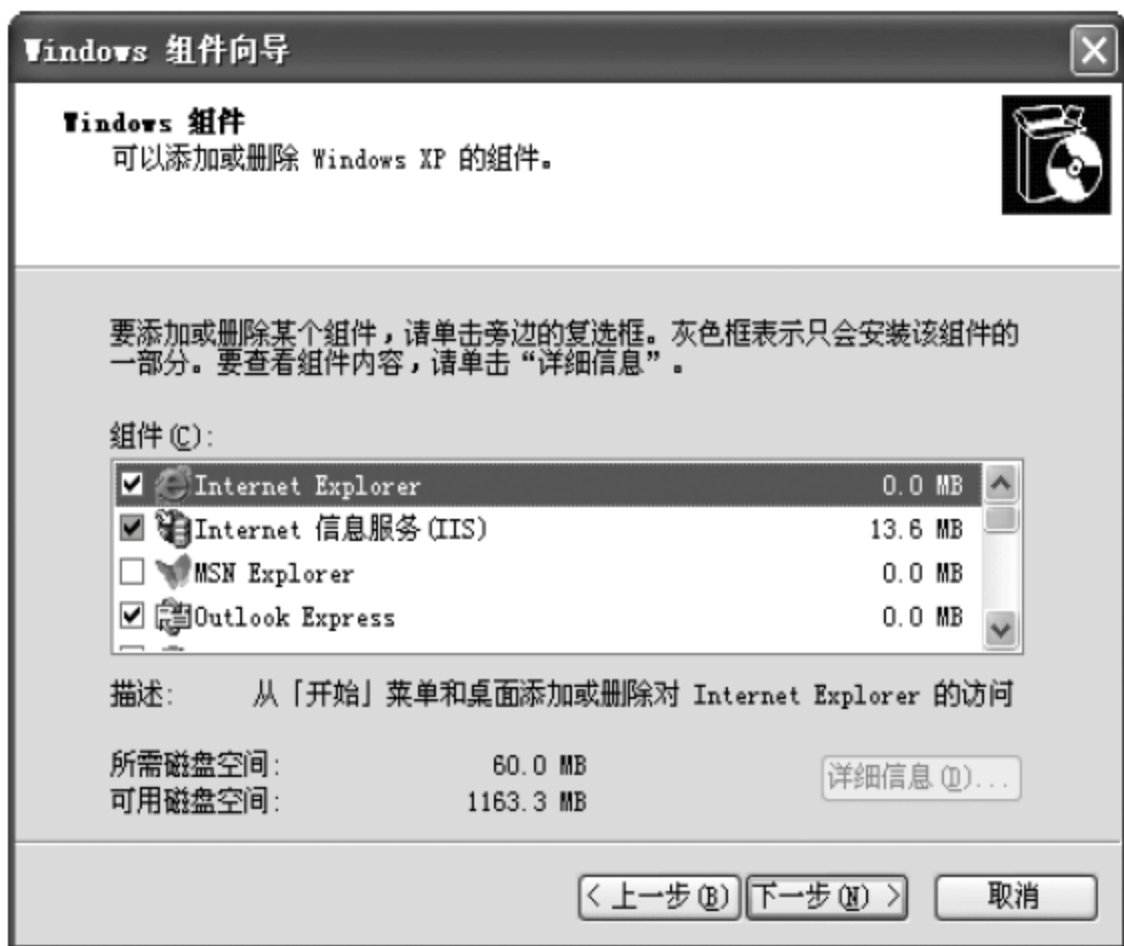 Windows 组件向导
Windows 组件
可以添加或删除 Windows XP 的组件。
要添加或删除某个组件，请单击旁边的复选框。灰色框表示只会安装该组件的
一部分。要查看组件内容，请单击“详细信息”。
组件(C):
Internet Explorer 0.0 MB
Internet 信息服务(IIS) 13.6 MB
MSN Explorer 0.0 MB
Outlook Express 0.0 MB
描述: 从「开始」菜单和桌面添加或删除对 Internet Explorer 的访问
所需磁盘空间: 60.0 MB
可用磁盘空间: 1163.3 MB
详细信息(D)...
< 上一步(B) 下一步(N) > 取消